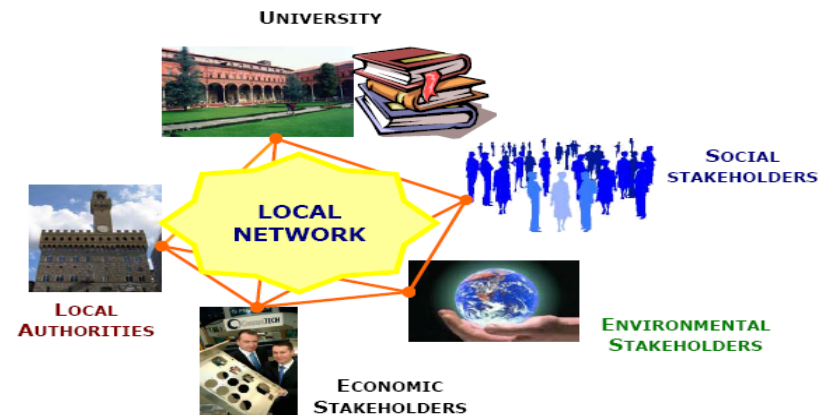 UNIVERSITY
SOCIAL
STAKEHOLDERS
LOCAL
NETWORK
LOCAL
AUTHORITIES
ENVIRONMENTAL
STAKEHOLDERS
ECONOMIC
STAKEHOLDERS